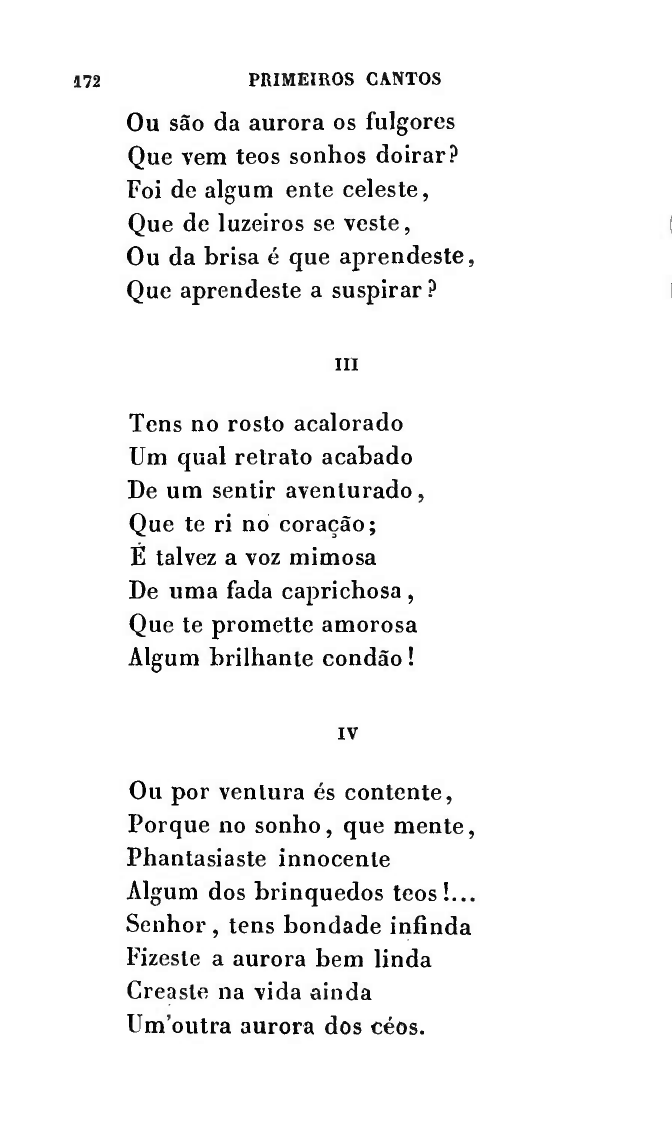 172 PRIMEIROS CANTOS
Ou são da aurora os fulgores
Que vem teos sonhos doirar?
Foi de algum ente celeste,
Que de luzeiros se veste,
Ou da brisa é que aprendeste,
Que aprendeste a suspirar?
III
Tens no rosto acalorado
Um qual retrato acabado
De um sentir aventurado,
Que te ri no coração;
É talvez a voz mimosa
De uma fada caprichosa,
Que te promette amorosa
Algum brilhante condão!
IV
Ou por ventura és contente,
Porque no sonho, que mente,
Phantasiaste innocente
Algum dos brinquedos teos!...
Senhor, tens bondade infinda
Fizeste a aurora bem linda
Creaste na vida ainda
Um'outra aurora dos céos.